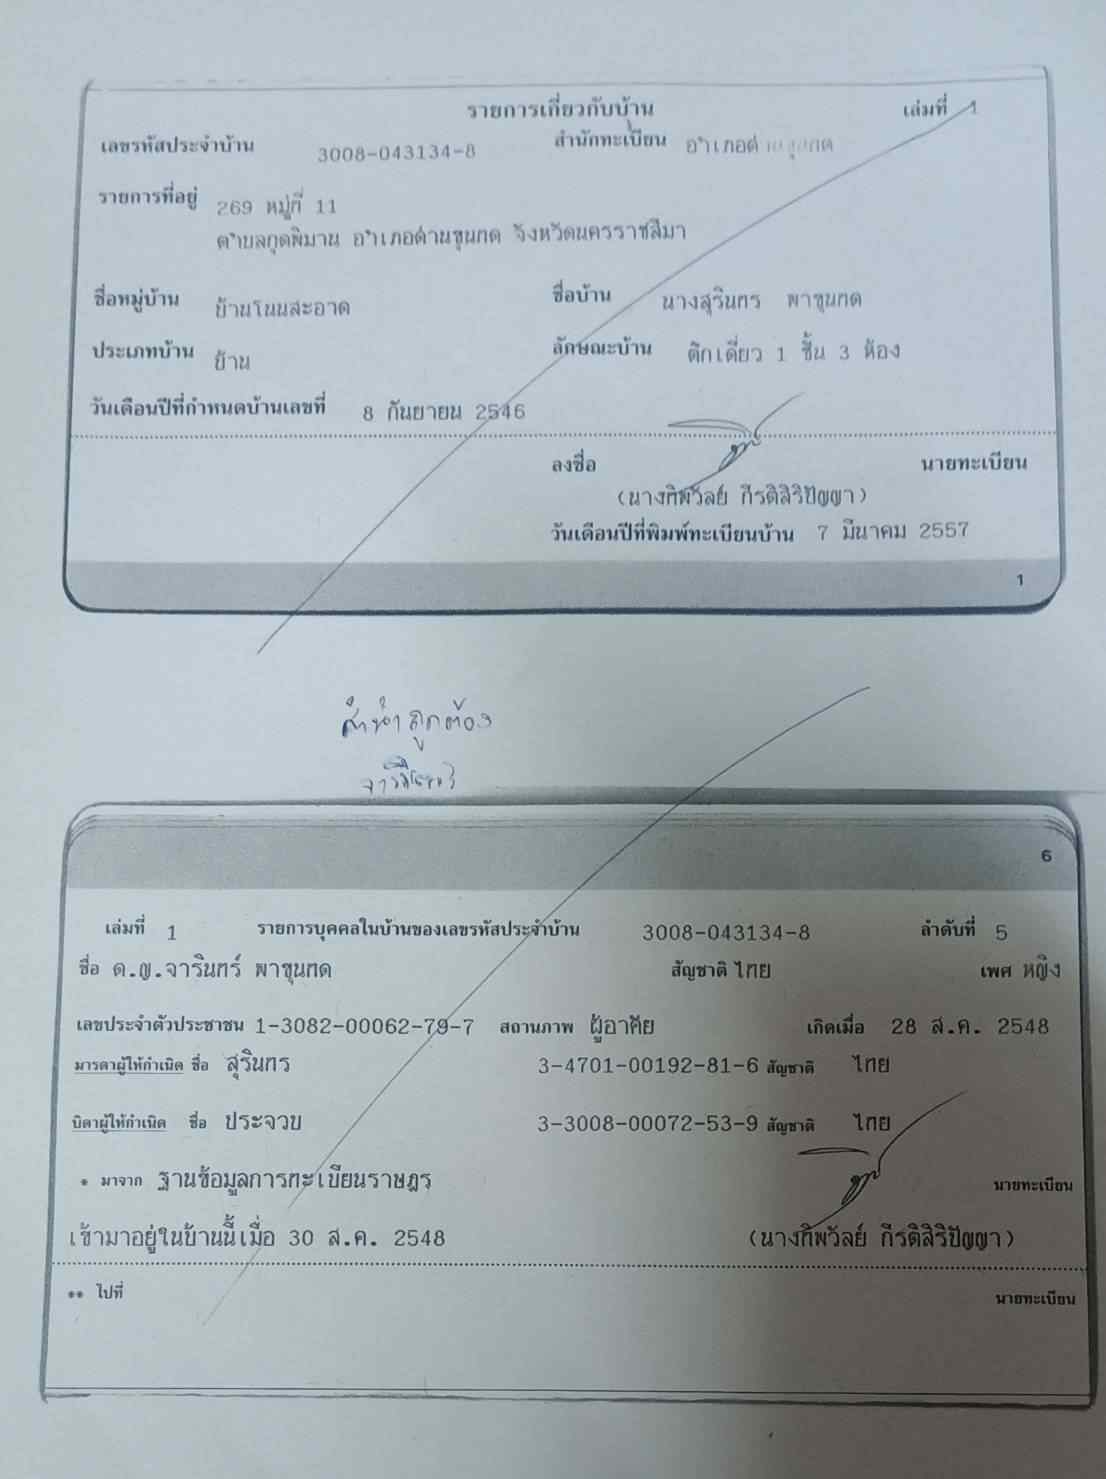 รายการเกี่ยวกับบ้าน เล่มที่ 1
เลขรหัสประจำบ้าน 3008-043134-8 สำนักทะเบียน อำเภอด่านขุนทด
รายการที่อยู่ 269 หมู่ที่ 11
ตำบลกุดพิมาน อำเภอด่านขุนทด จังหวัดนครราชสีมา
ชื่อหมู่บ้าน บ้านโนนสะอาด ชื่อบ้าน นางสุรินทร พาขุนทด
ประเภทบ้าน บ้าน ลักษณะบ้าน ตึกเดี่ยว 1 ชั้น 3 ห้อง
วันเดือนปีที่กำหนดบ้านเลขที่ 8 กันยายน 2546
ลงชื่อ นายทะเบียน
(นางทิพวัลย์ กีรติสิริปัญญา)
วันเดือนปีที่พิมพ์ทะเบียนบ้าน 7 มีนาคม 2557
1
สำเนาถูกต้อง
จารินทร์
6
เล่มที่ 1 รายการบุคคลในบ้านของเลขรหัสประจำบ้าน 3008-043134-8 ลำดับที่ 5
ชื่อ ด.ญ.จารินทร์ พาขุนทด สัญชาติ ไทย เพศ หญิง
เลขประจำตัวประชาชน 1-3082-00062-79-7 สถานภาพ ผู้อาศัย เกิดเมื่อ 28 ส.ค. 2548
มารดาผู้ให้กำเนิด ชื่อ สุรินทร 3-4701-00192-81-6 สัญชาติ ไทย
บิดาผู้ให้กำเนิด ชื่อ ประจวบ 3-3008-00072-53-9 สัญชาติ ไทย
* มาจาก ฐานข้อมูลการทะเบียนราษฎร นายทะเบียน
เข้ามาอยู่ในบ้านนี้เมื่อ 30 ส.ค. 2548 (นางทิพวัลย์ กีรติสิริปัญญา)
** ไปที่ นายทะเบียน